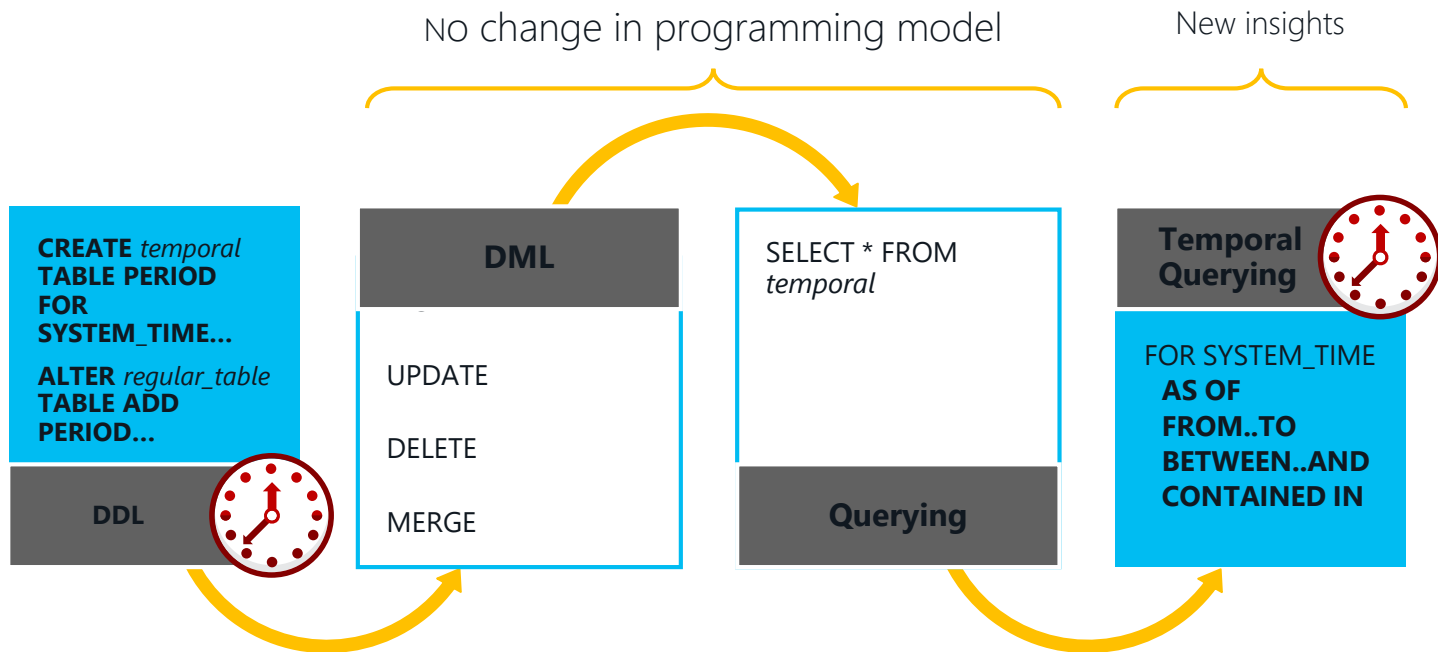 No change in programming model
New insights
CREATE temporal
TABLE PERIOD
FOR
SYSTEM_TIME…
ALTER regular_table
TABLE ADD
PERIOD…
DDL
DML
UPDATE
DELETE
MERGE
SELECT * FROM
temporal
Querying
Temporal
Querying
FOR SYSTEM_TIME
AS OF
FROM..TO
BETWEEN..AND
CONTAINED IN